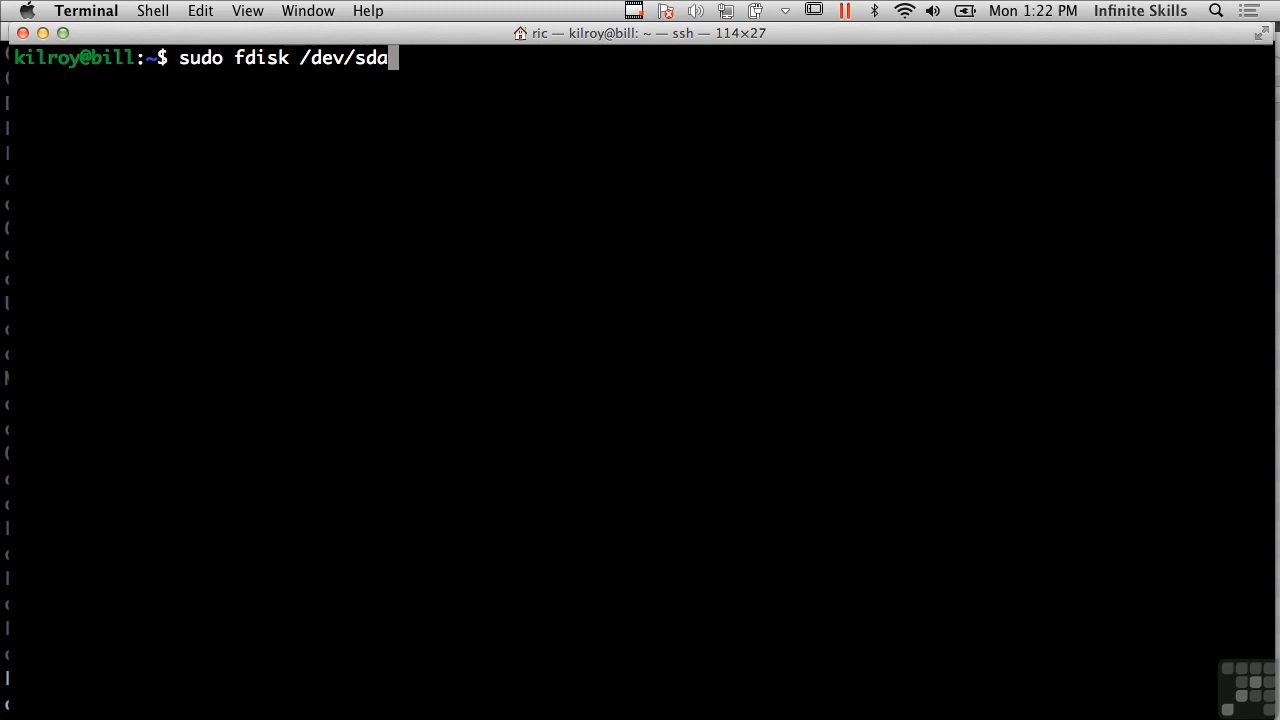 Terminal Shell Edit View Window Help Mon 1:22 PM Infinite Skills
ric — kilroy@bill: ~ — ssh — 114×27
kilroy@bill:~$ sudo fdisk /dev/sda